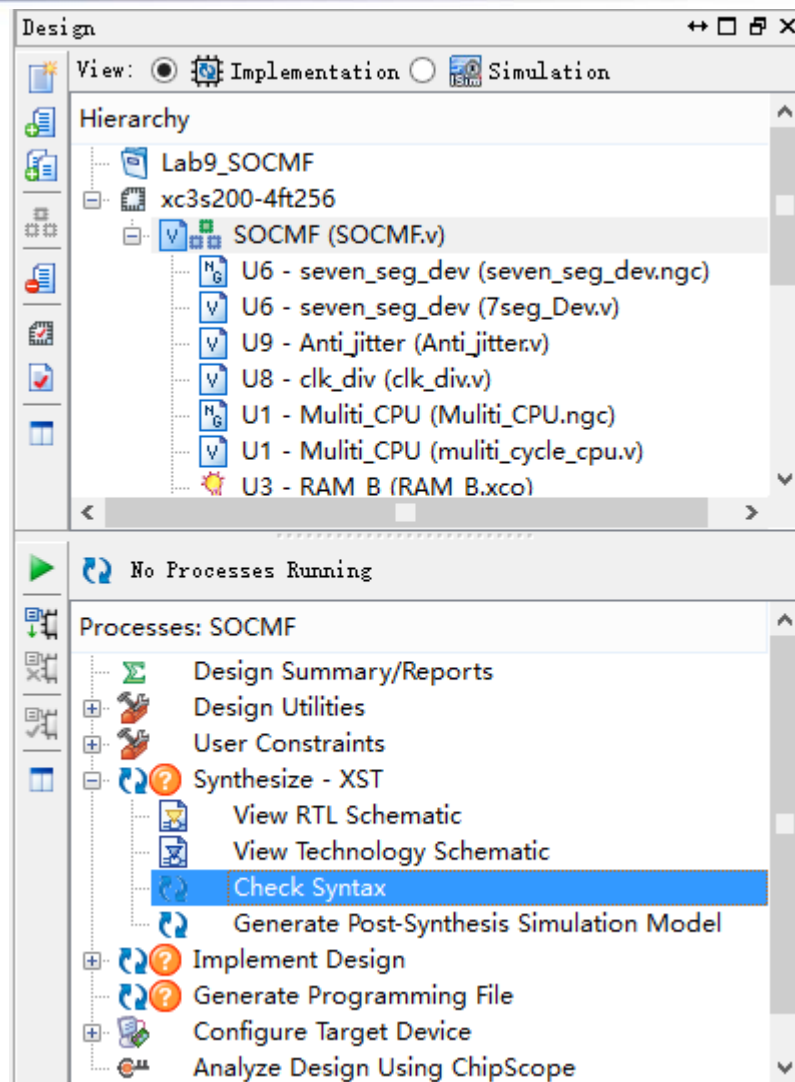 Design
View: Implementation Simulation
Hierarchy
Lab9_SOCMF
xc3s200-4ft256
SOCMF (SOCMF.v)
U6 - seven_seg_dev (seven_seg_dev.ngc)
U6 - seven_seg_dev (7seg_Dev.v)
U9 - Anti_jitter (Anti_jitter.v)
U8 - clk_div (clk_div.v)
U1 - Muliti_CPU (Muliti_CPU.ngc)
U1 - Muliti_CPU (muliti_cycle_cpu.v)
U3 - RAM_B (RAM_B.xco)
No Processes Running
Processes: SOCMF
Design Summary/Reports
Design Utilities
User Constraints
Synthesize - XST
View RTL Schematic
View Technology Schematic
Check Syntax
Generate Post-Synthesis Simulation Model
Implement Design
Generate Programming File
Configure Target Device
Analyze Design Using ChipScope